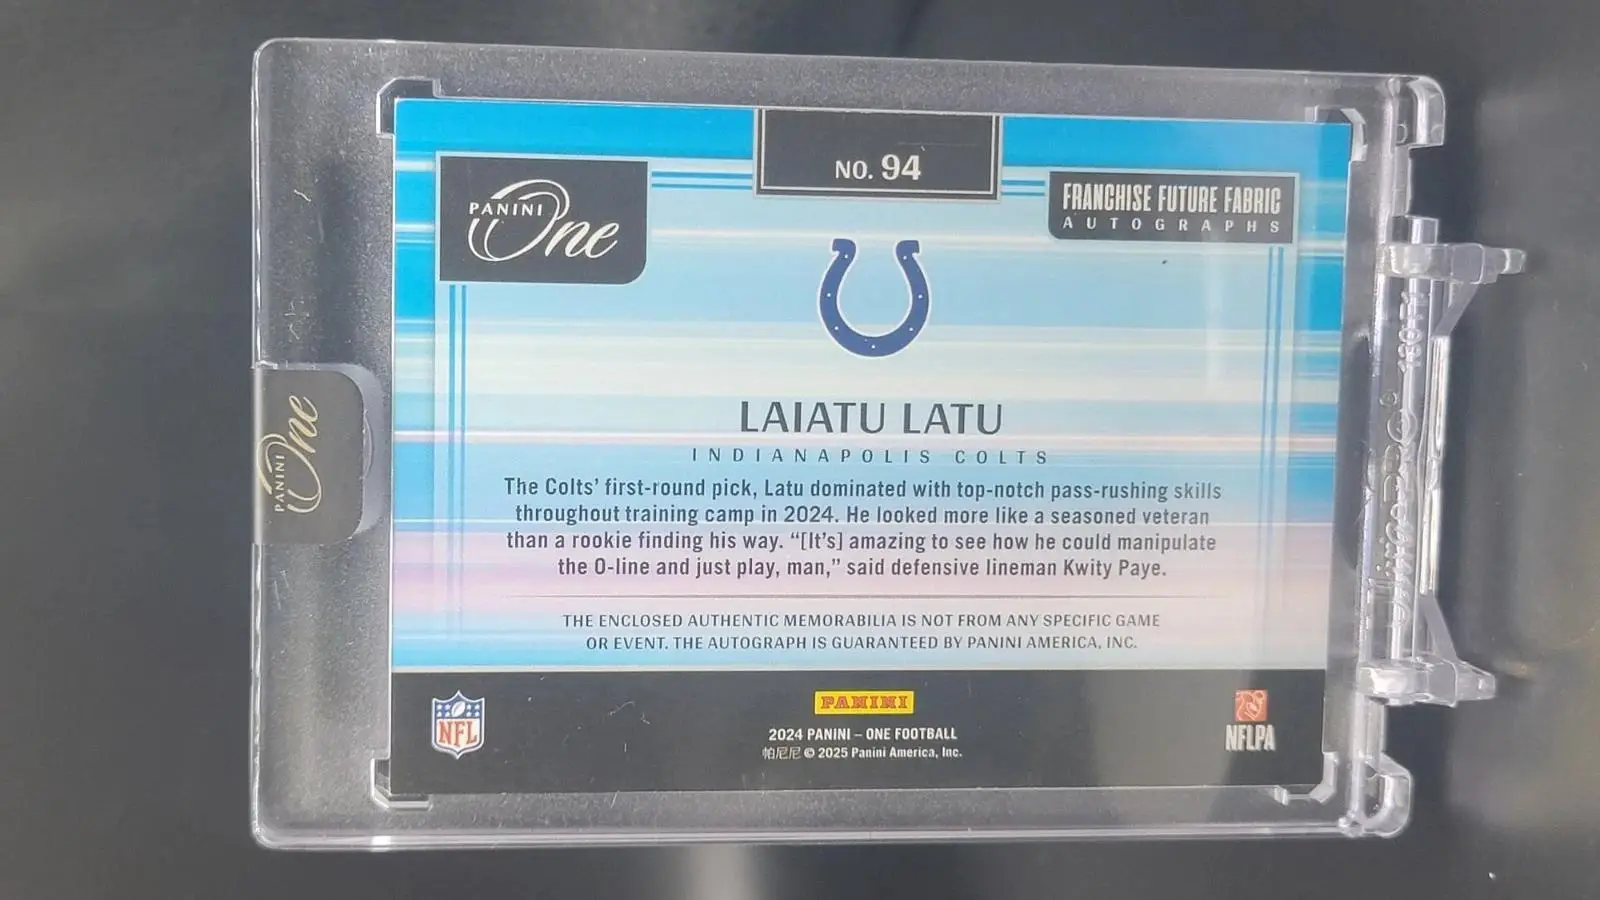 NO. 94
PANINI
One
FRANCHISE FUTURE FABRIC
AUTOGRAPHS
LAIATU LATU
INDIANAPOLIS COLTS
The Colts' first-round pick, Latu dominated with top-notch pass-rushing skills
throughout training camp in 2024. He looked more like a seasoned veteran
than a rookie finding his way. “[It's] amazing to see how he could manipulate
the O-line and just play, man,” said defensive lineman Kwity Paye.
THE ENCLOSED AUTHENTIC MEMORABILIA IS NOT FROM ANY SPECIFIC GAME
OR EVENT. THE AUTOGRAPH IS GUARANTEED BY PANINI AMERICA, INC.
NFL
PANINI
2024 PANINI – ONE FOOTBALL
帕尼尼 © 2025 Panini America, Inc.
NFLPA
PANINI
One